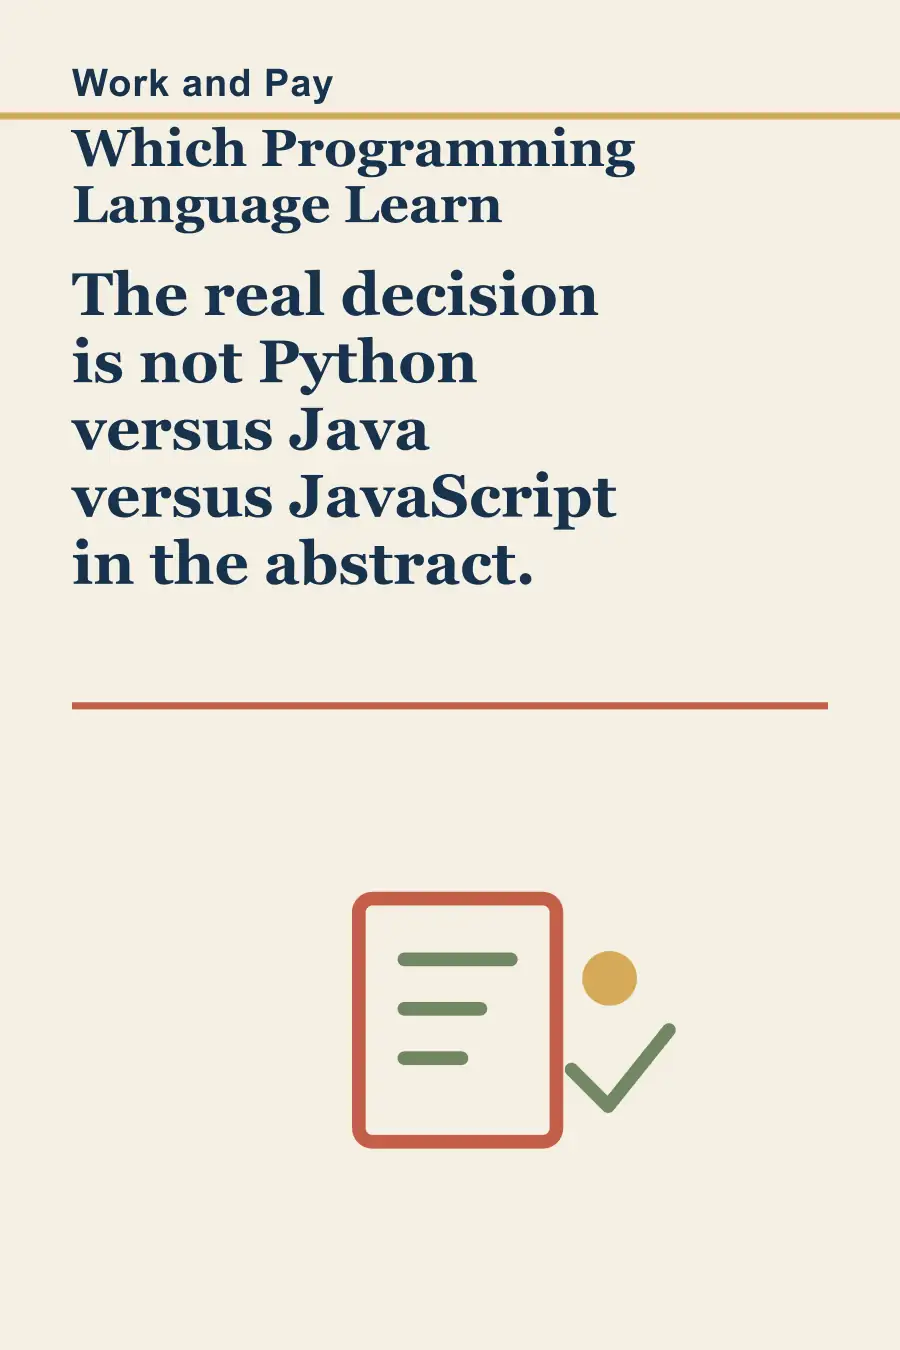 Work and Pay
Which Programming
Language Learn
The real decision
is not Python
versus Java
versus JavaScript
in the abstract.